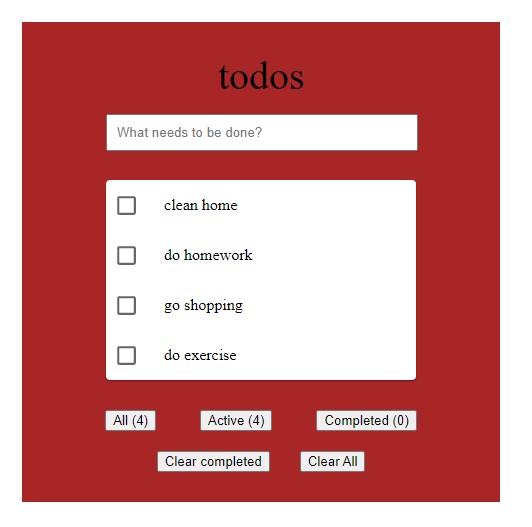 todos
What needs to be done?
clean home
do homework
go shopping
do exercise
All (4) Active (4) Completed (0)
Clear completed Clear All